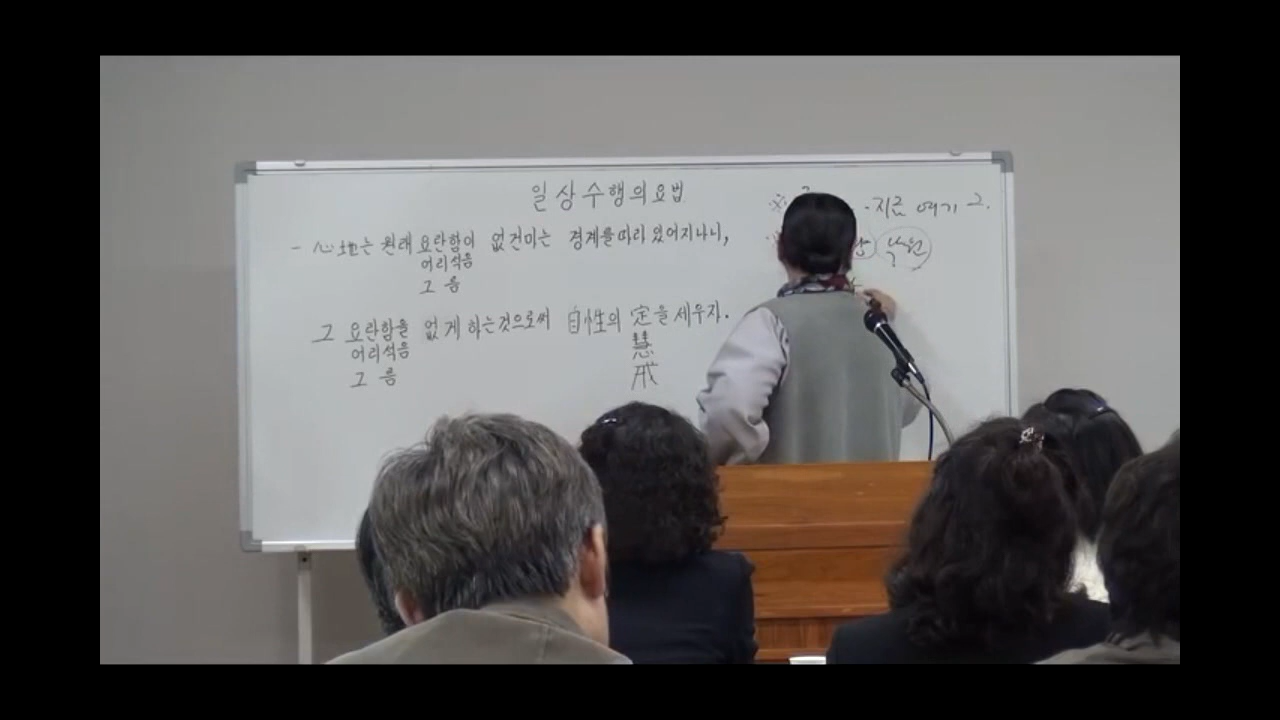 일상수행의요법
- 心地는 원래 요란함이 없건마는 경계를따라있어지나니,
어리석음
그름
그 요란함을 없게하는것으로써 自性의 定을세우자.
어리석음 慧
그름 戒
※
- 지금 여기 그.
낙원